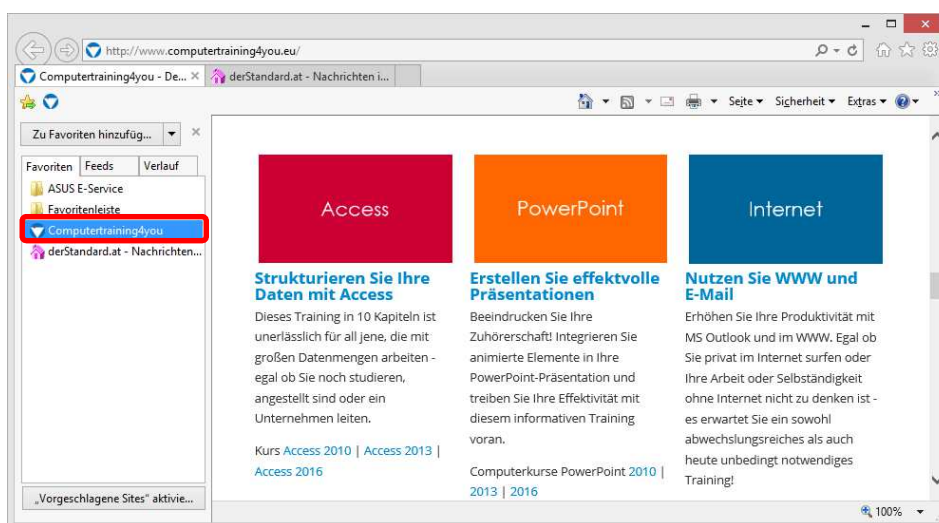 http://www.computertraining4you.eu/
Computertraining4you - De...
derStandard.at - Nachrichten i...
Seite
Sicherheit
Extras
Zu Favoriten hinzufüg...
Favoriten
Feeds
Verlauf
ASUS E-Service
Favoritenleiste
Computertraining4you
derStandard.at - Nachrichten...
„Vorgeschlagene Sites" aktivie...
Access
Strukturieren Sie Ihre
Daten mit Access
Dieses Training in 10 Kapiteln ist
unerlässlich für all jene, die mit
großen Datenmengen arbeiten -
egal ob Sie noch studieren,
angestellt sind oder ein
Unternehmen leiten.
Kurs Access 2010 | Access 2013 |
Access 2016
PowerPoint
Erstellen Sie effektvolle
Präsentationen
Beeindrucken Sie Ihre
Zuhörerschaft! Integrieren Sie
animierte Elemente in Ihre
PowerPoint-Präsentation und
treiben Sie Ihre Effektivität mit
diesem informativen Training
voran.
Computerkurse PowerPoint 2010 |
2013 | 2016
Internet
Nutzen Sie WWW und
E-Mail
Erhöhen Sie Ihre Produktivität mit
MS Outlook und im WWW. Egal ob
Sie privat im Internet surfen oder
Ihre Arbeit oder Selbständigkeit
ohne Internet nicht zu denken ist -
es erwartet Sie ein sowohl
abwechslungsreiches als auch
heute unbedingt notwendiges
Training!
100%